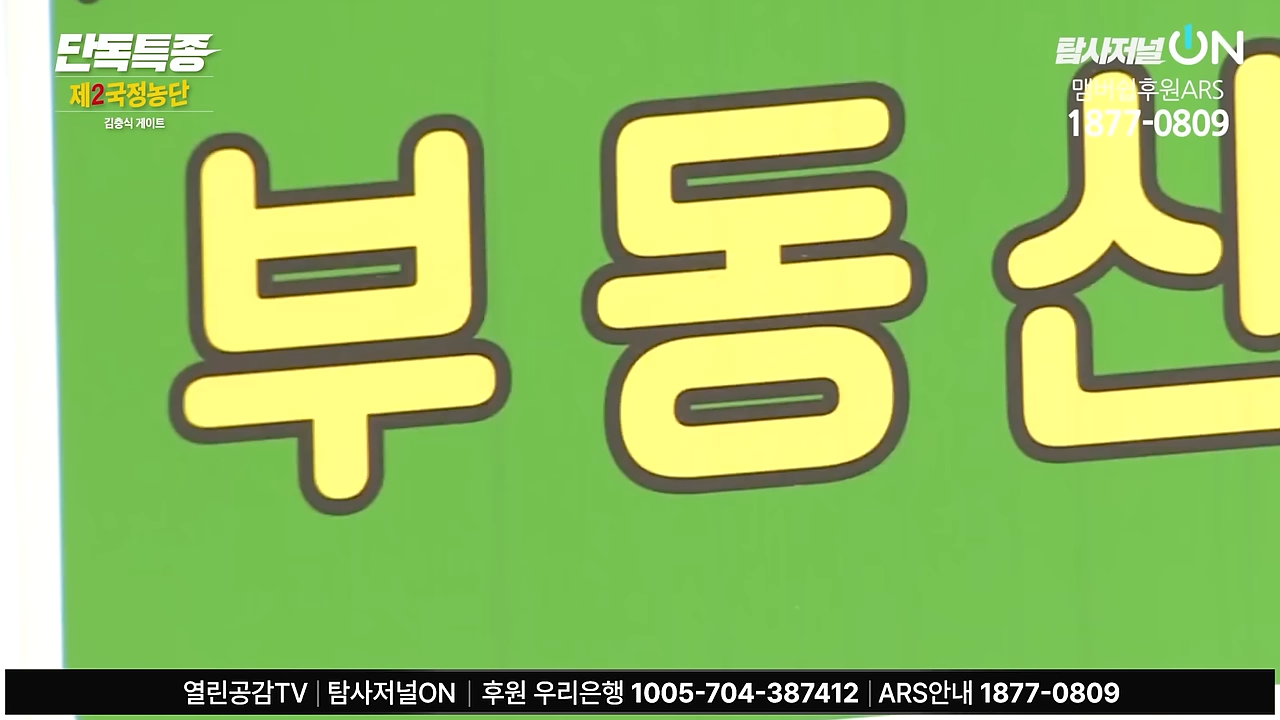 단독특종
제2국정농단
김충식 게이트
탐사저널ON
맴버쉽후원ARS
1877-0809
부동산
열린공감TV | 탐사저널ON | 후원 우리은행 1005-704-387412 | ARS안내 1877-0809